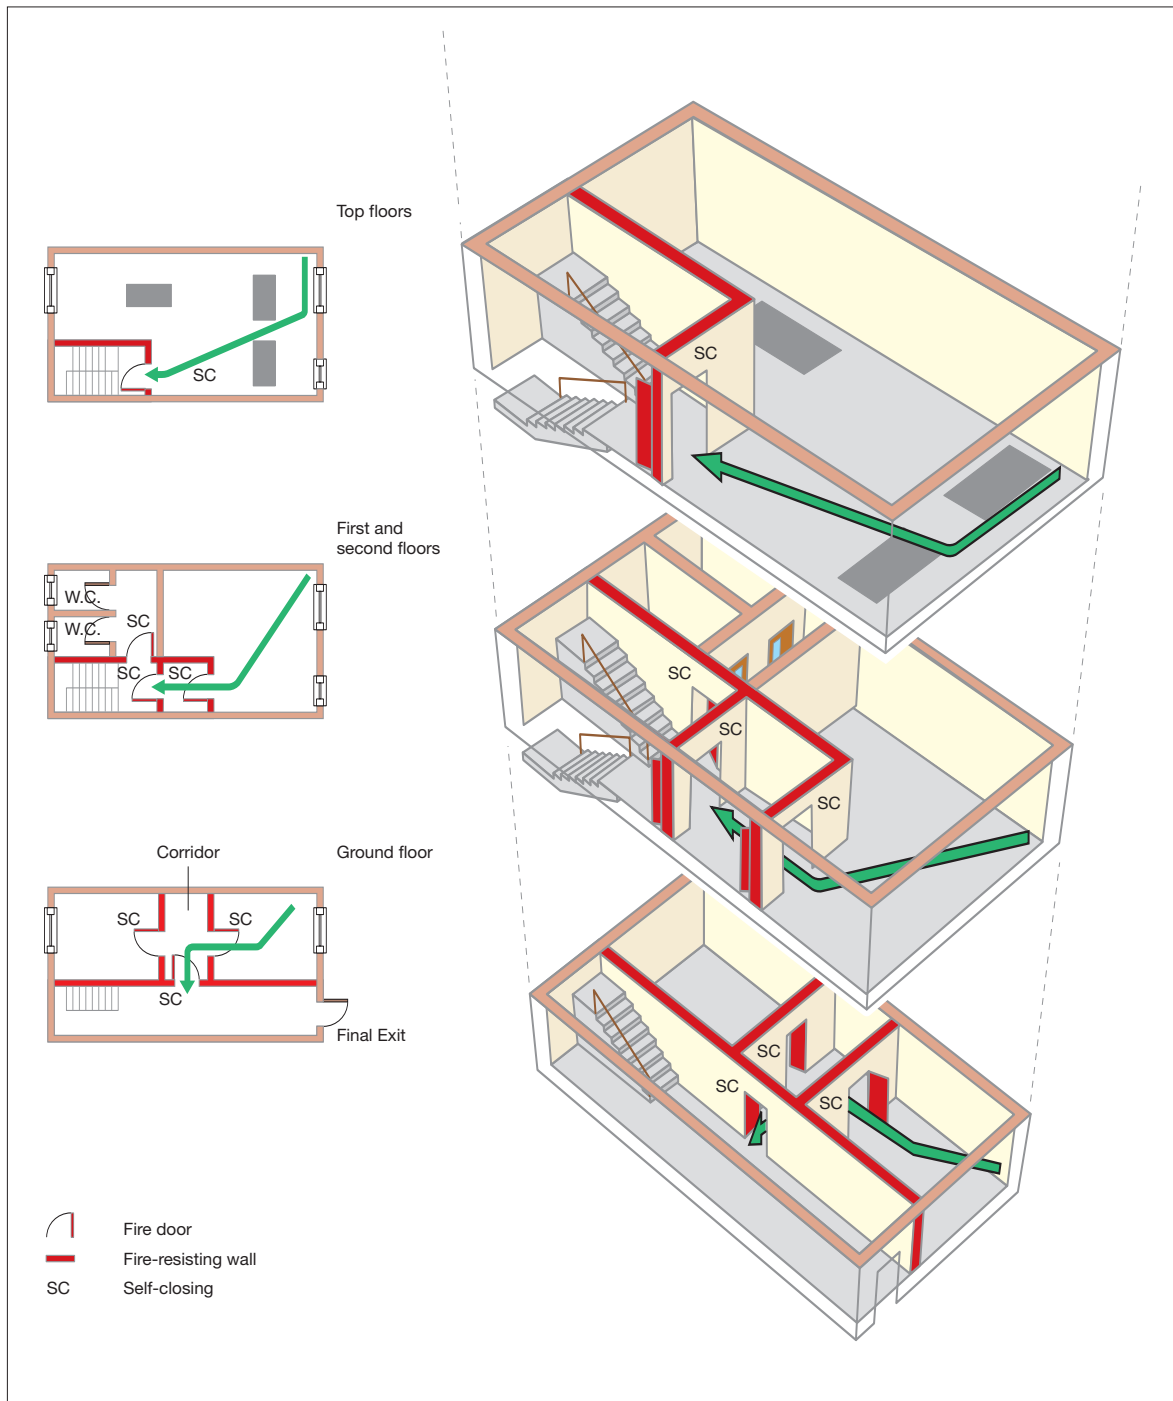 Top floors
SC
SC
First and
second floors
W.C.
W.C.
SC
SC
SC
SC
SC
SC
Corridor
Ground floor
SC
SC
SC
Final Exit
SC
SC
SC
Fire door
Fire-resisting wall
SC
Self-closing